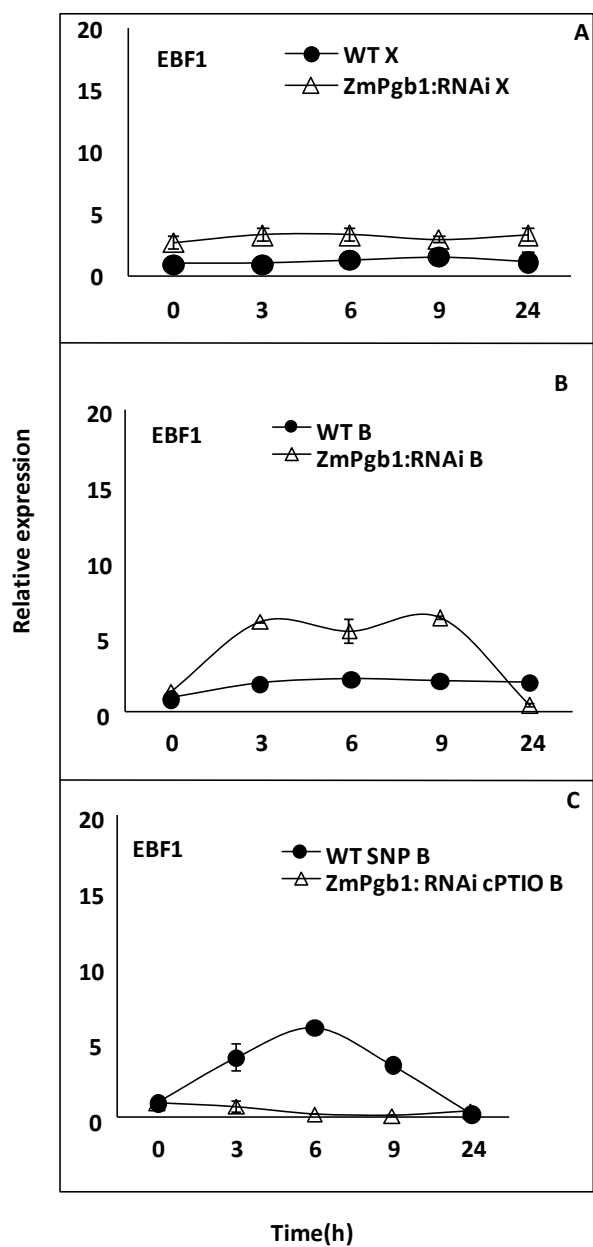 A
EBF1
WT X
ZmPgb1:RNAi X
20
15
10
5
0
0 3 6 9 24
B
EBF1
WT B
ZmPgb1:RNAi B
20
15
10
5
0
0 3 6 9 24
C
EBF1
WT SNP B
ZmPgb1: RNAi cPTIO B
20
15
10
5
0
0 3 6 9 24
Relative expression
Time(h)